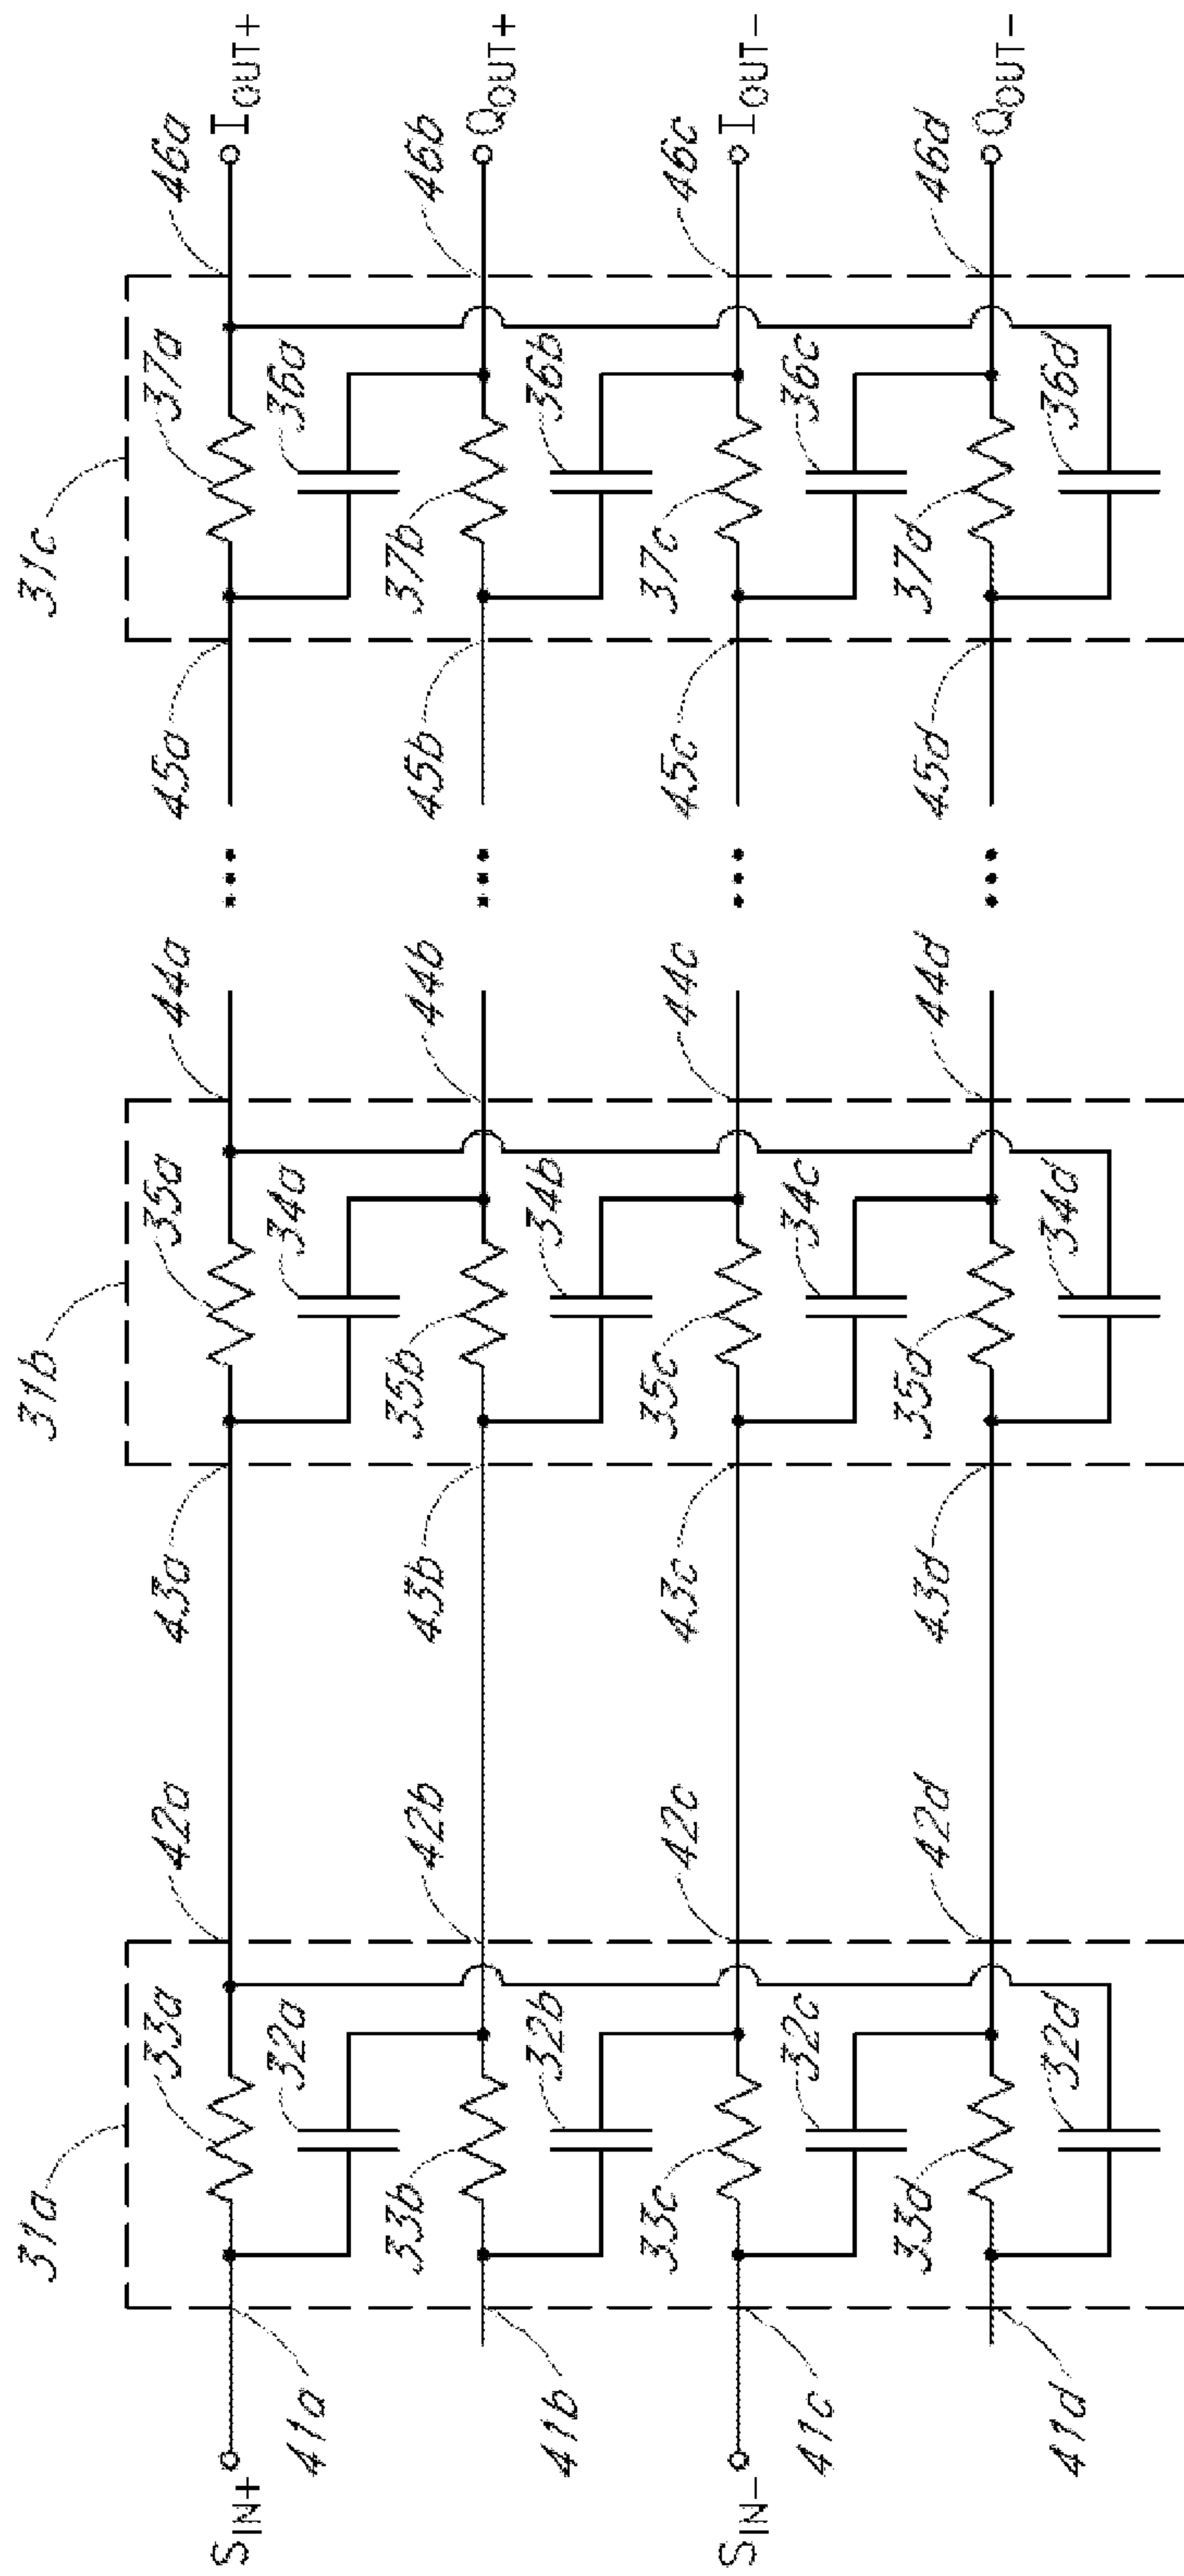 31a
31b
31c
33a
42a
43a
35a
44a
45a
37a
46a
S_IN+
I_OUT+
41a
32a
34a
36a
33b
42b
43b
35b
44b
45b
37b
46b
Q_OUT+
41b
32b
34b
36b
33c
42c
43c
35c
44c
45c
37c
46c
S_IN-
I_OUT-
41c
32c
34c
36c
33d
42d
43d
35d
44d
45d
37d
46d
Q_OUT-
41d
32d
34d
36d